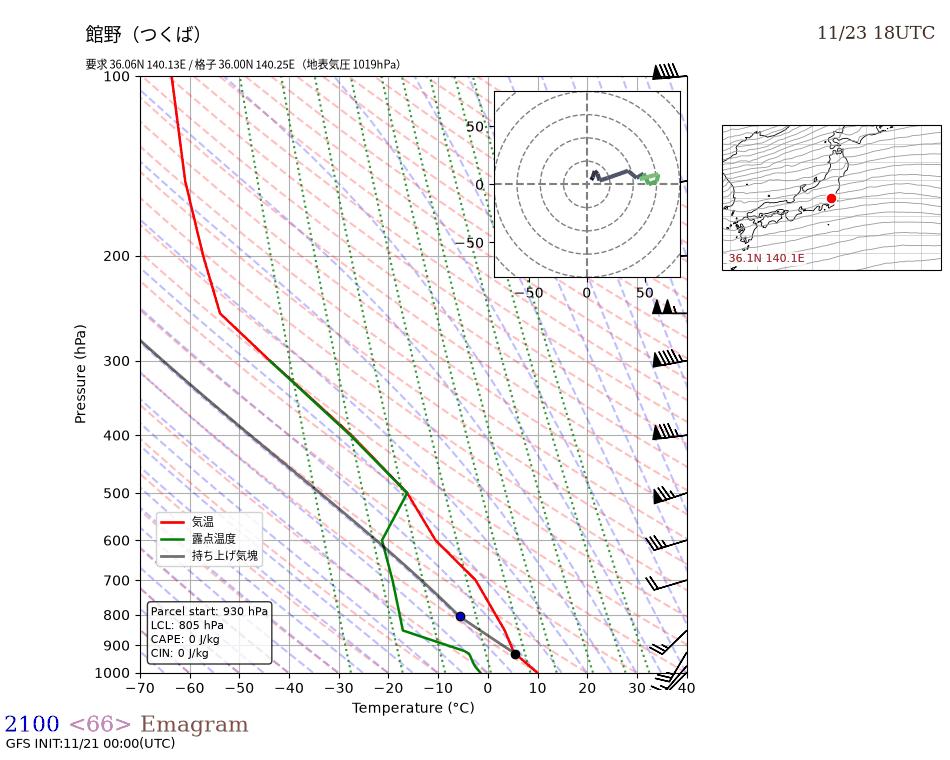 館野（つくば）
11/23 18UTC
要求 36.06N 140.13E / 格子 36.00N 140.25E（地表気圧 1019hPa）
100
200
300
400
500
600
700
800
900
1000
Pressure (hPa)
−70 −60 −50 −40 −30 −20 −10 0 10 20 30 40
Temperature (°C)
50
0
−50
−50 0 50
36.1N 140.1E
気温
露点温度
持ち上げ気塊
Parcel start: 930 hPa
LCL: 805 hPa
CAPE: 0 J/kg
CIN: 0 J/kg
2100 <66> Emagram
GFS INIT:11/21 00:00(UTC)